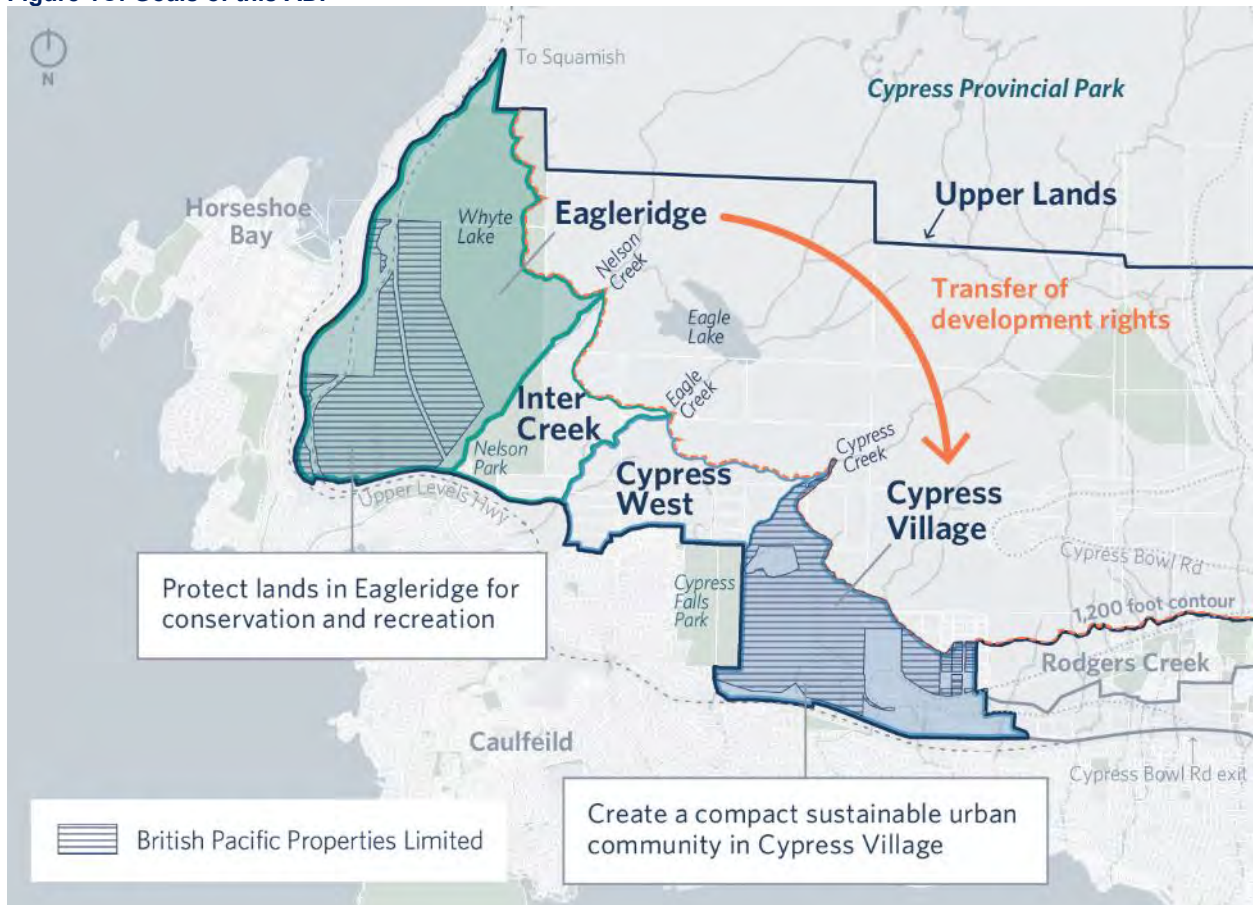 N
To Squamish
Cypress Provincial Park
Upper Lands
Horseshoe
Bay
Whyte
Lake
Eagleridge
Nelson
Creek
Transfer of
development rights
Eagle
Lake
Eagle
Creek
Inter
Creek
Nelson
Park
Cypress
Creek
Cypress
West
Cypress
Village
Upper Levels Hwy
Cypress Bowl Rd
Protect lands in Eagleridge for
conservation and recreation
Cypress
Falls
Park
1,200 foot contour
Rodgers Creek
Caulfeild
Cypress Bowl Rd exit
Create a compact sustainable urban
community in Cypress Village
British Pacific Properties Limited